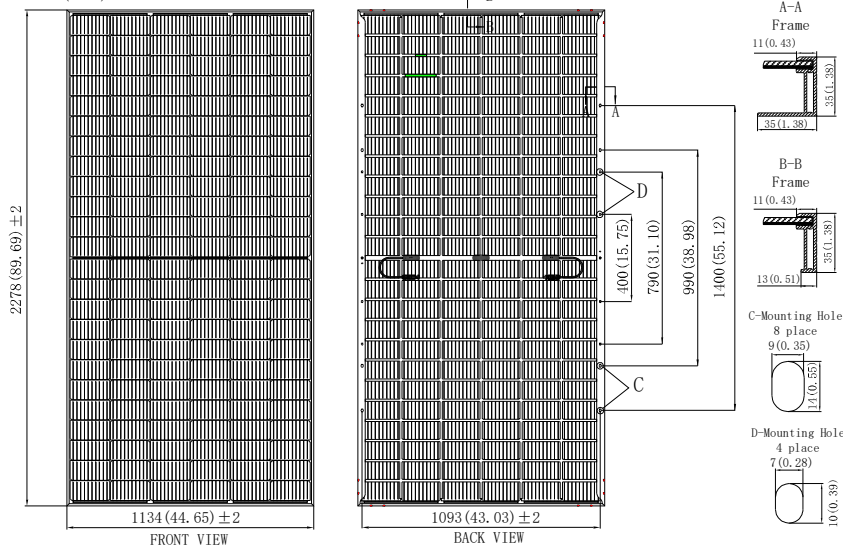 2278(89.69)±2
1134(44.65)±2
FRONT VIEW
B
A
A
D
400(15.75)
790(31.10)
990(38.98)
1400(55.12)
C
1093(43.03)±2
BACK VIEW
A-A
Frame
11(0.43)
35(1.38)
35(1.38)
B-B
Frame
11(0.43)
35(1.38)
13(0.51)
C-Mounting Hole
8 place
9(0.35)
14(0.55)
D-Mounting Hole
4 place
7(0.28)
10(0.39)